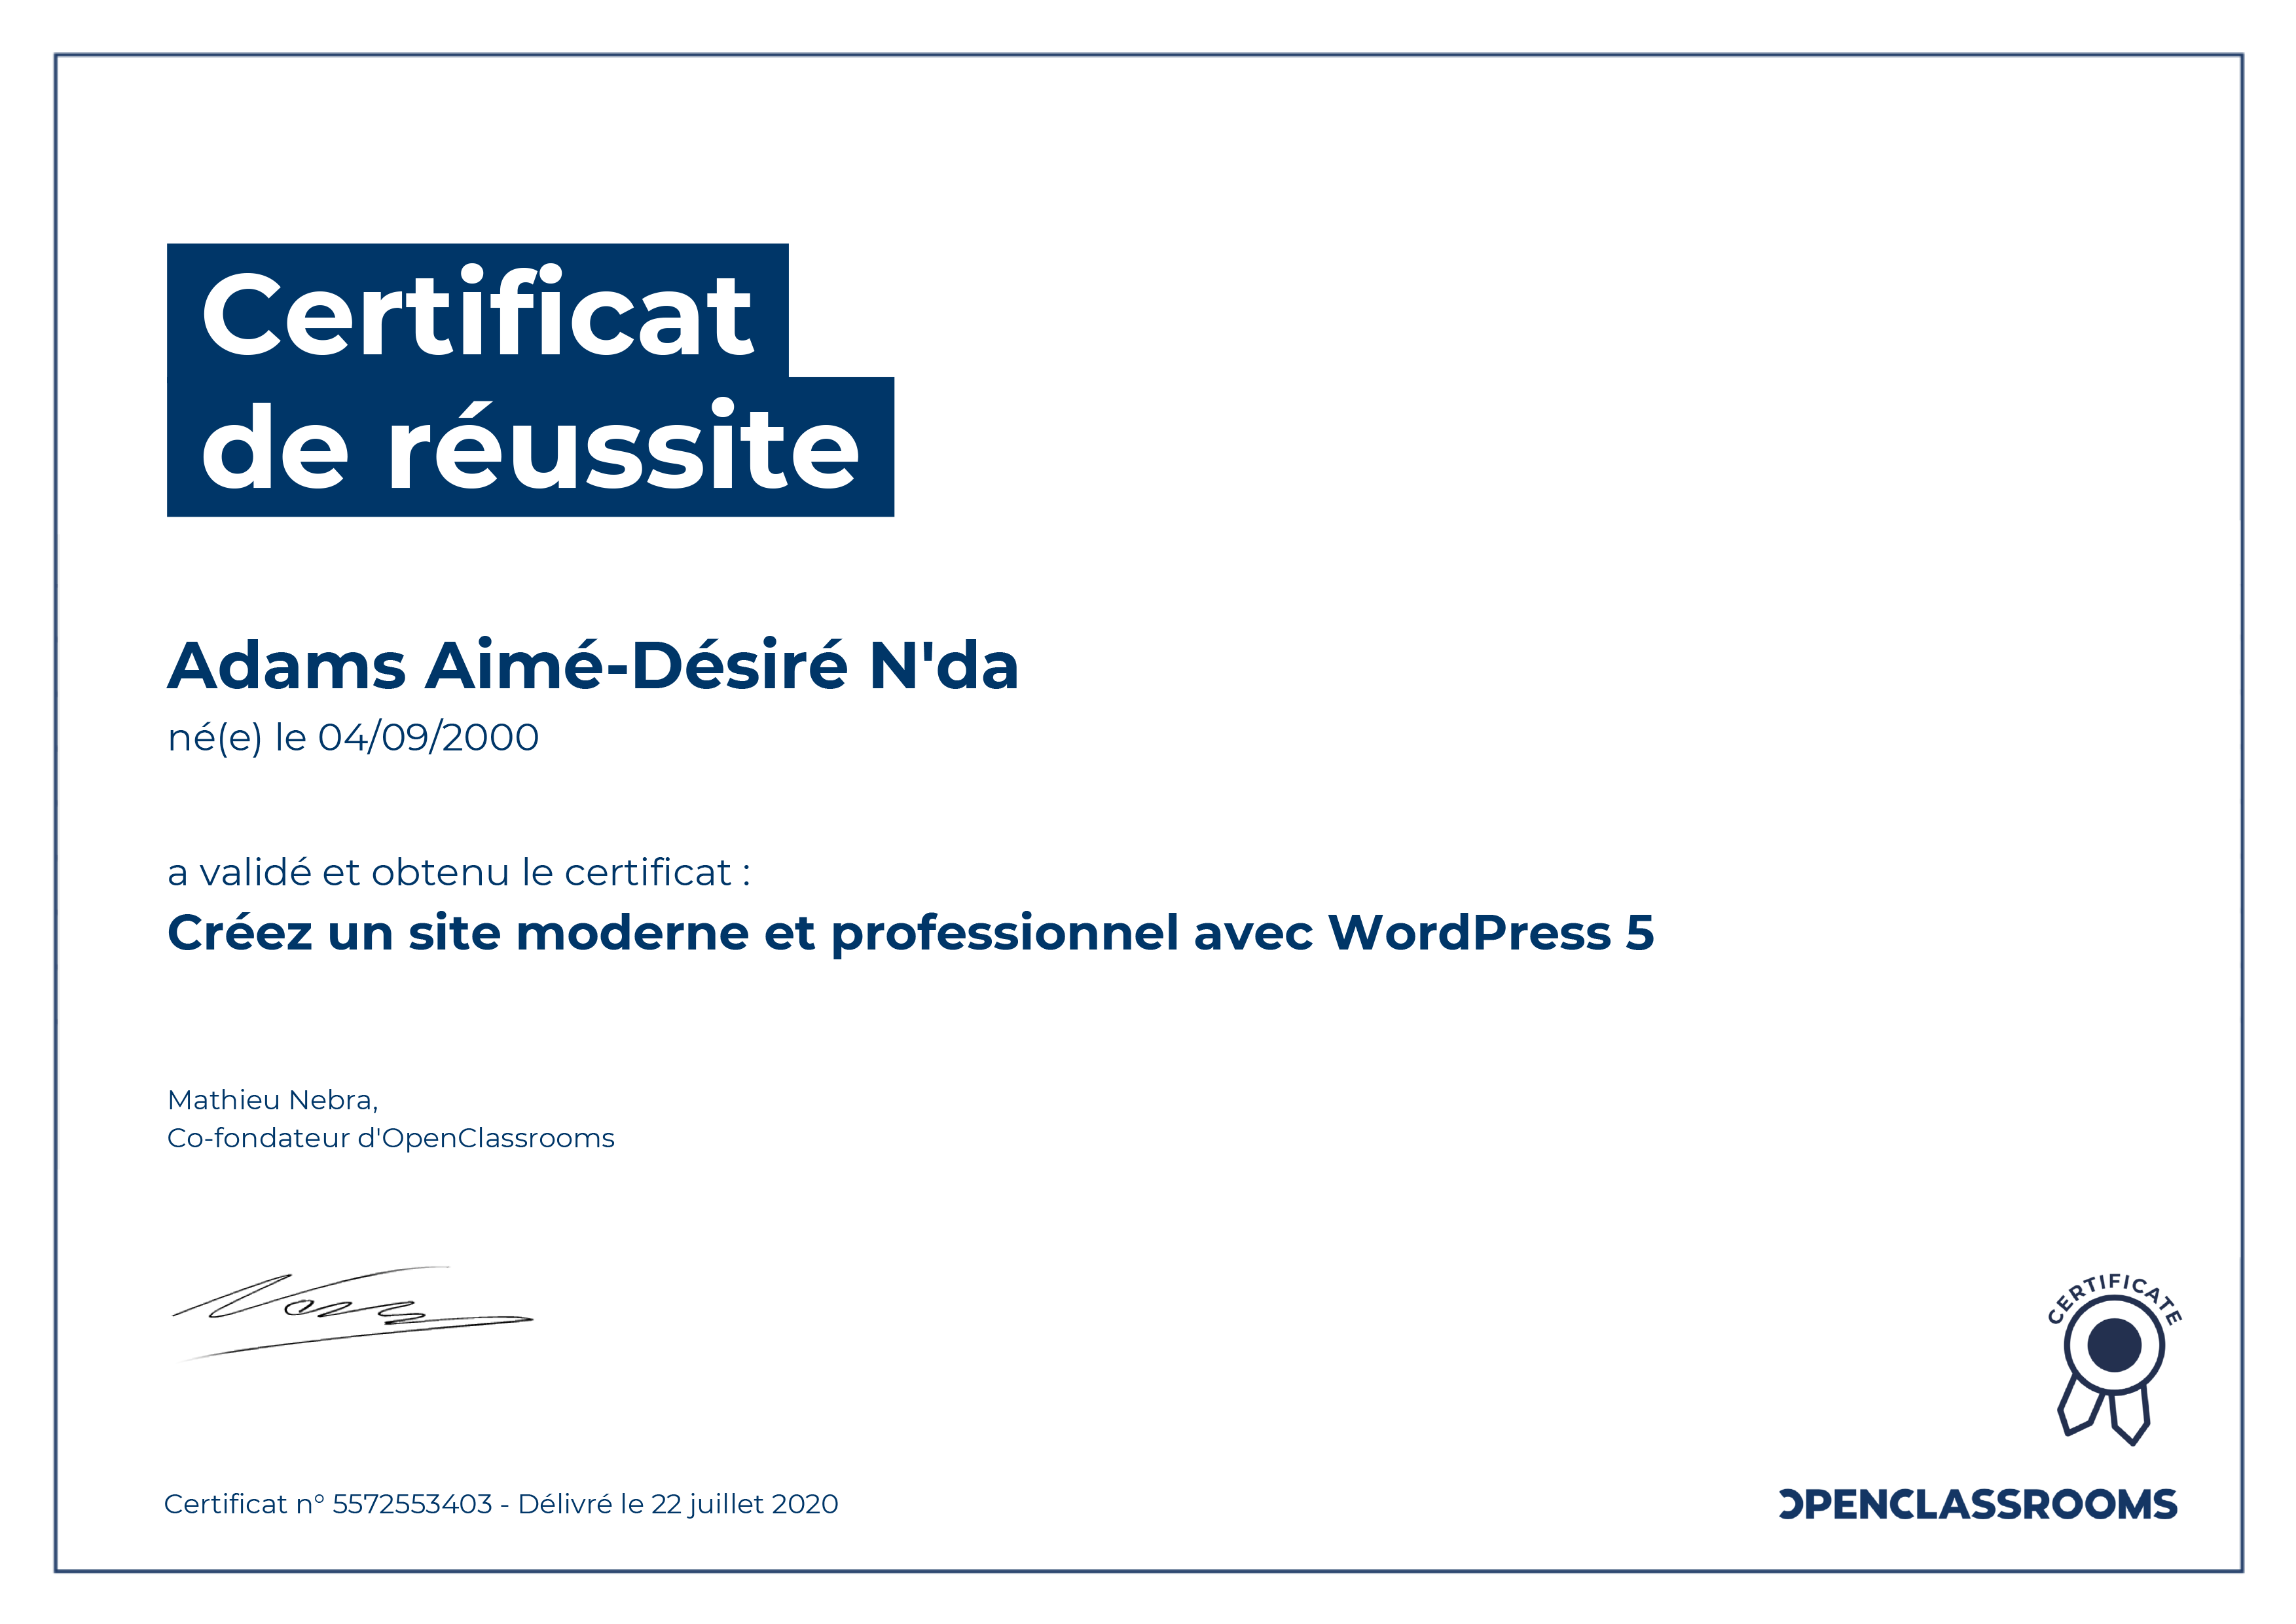 Certificat
de réussite
Adams Aimé-Désiré N'da
né(e) le 04/09/2000
a validé et obtenu le certificat :
Créez un site moderne et professionnel avec WordPress 5
Mathieu Nebra,
Co-fondateur d'OpenClassrooms
CERTIFICATE
Certificat n° 5572553403 - Délivré le 22 juillet 2020
OPENCLASSROOMS